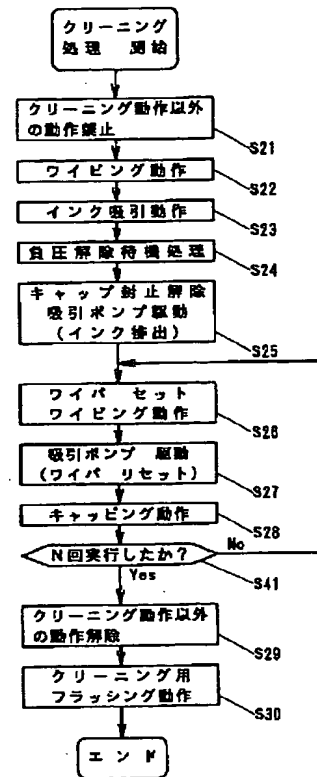 クリーニング
処理 開始
クリーニング動作以外
の動作禁止
S21
ワイピング動作
S22
インク吸引動作
S23
負圧解除待機処理
S24
キャップ封止解除
吸引ポンプ駆動
(インク排出)
S25
ワイパ セット
ワイピング動作
S26
吸引ポンプ 駆動
(ワイパ リセット)
S27
キャッピング動作
S28
N回実行したか?
No
S41
Yes
クリーニング動作以外
の動作解除
S29
クリーニング用
フラッシング動作
S30
エンド